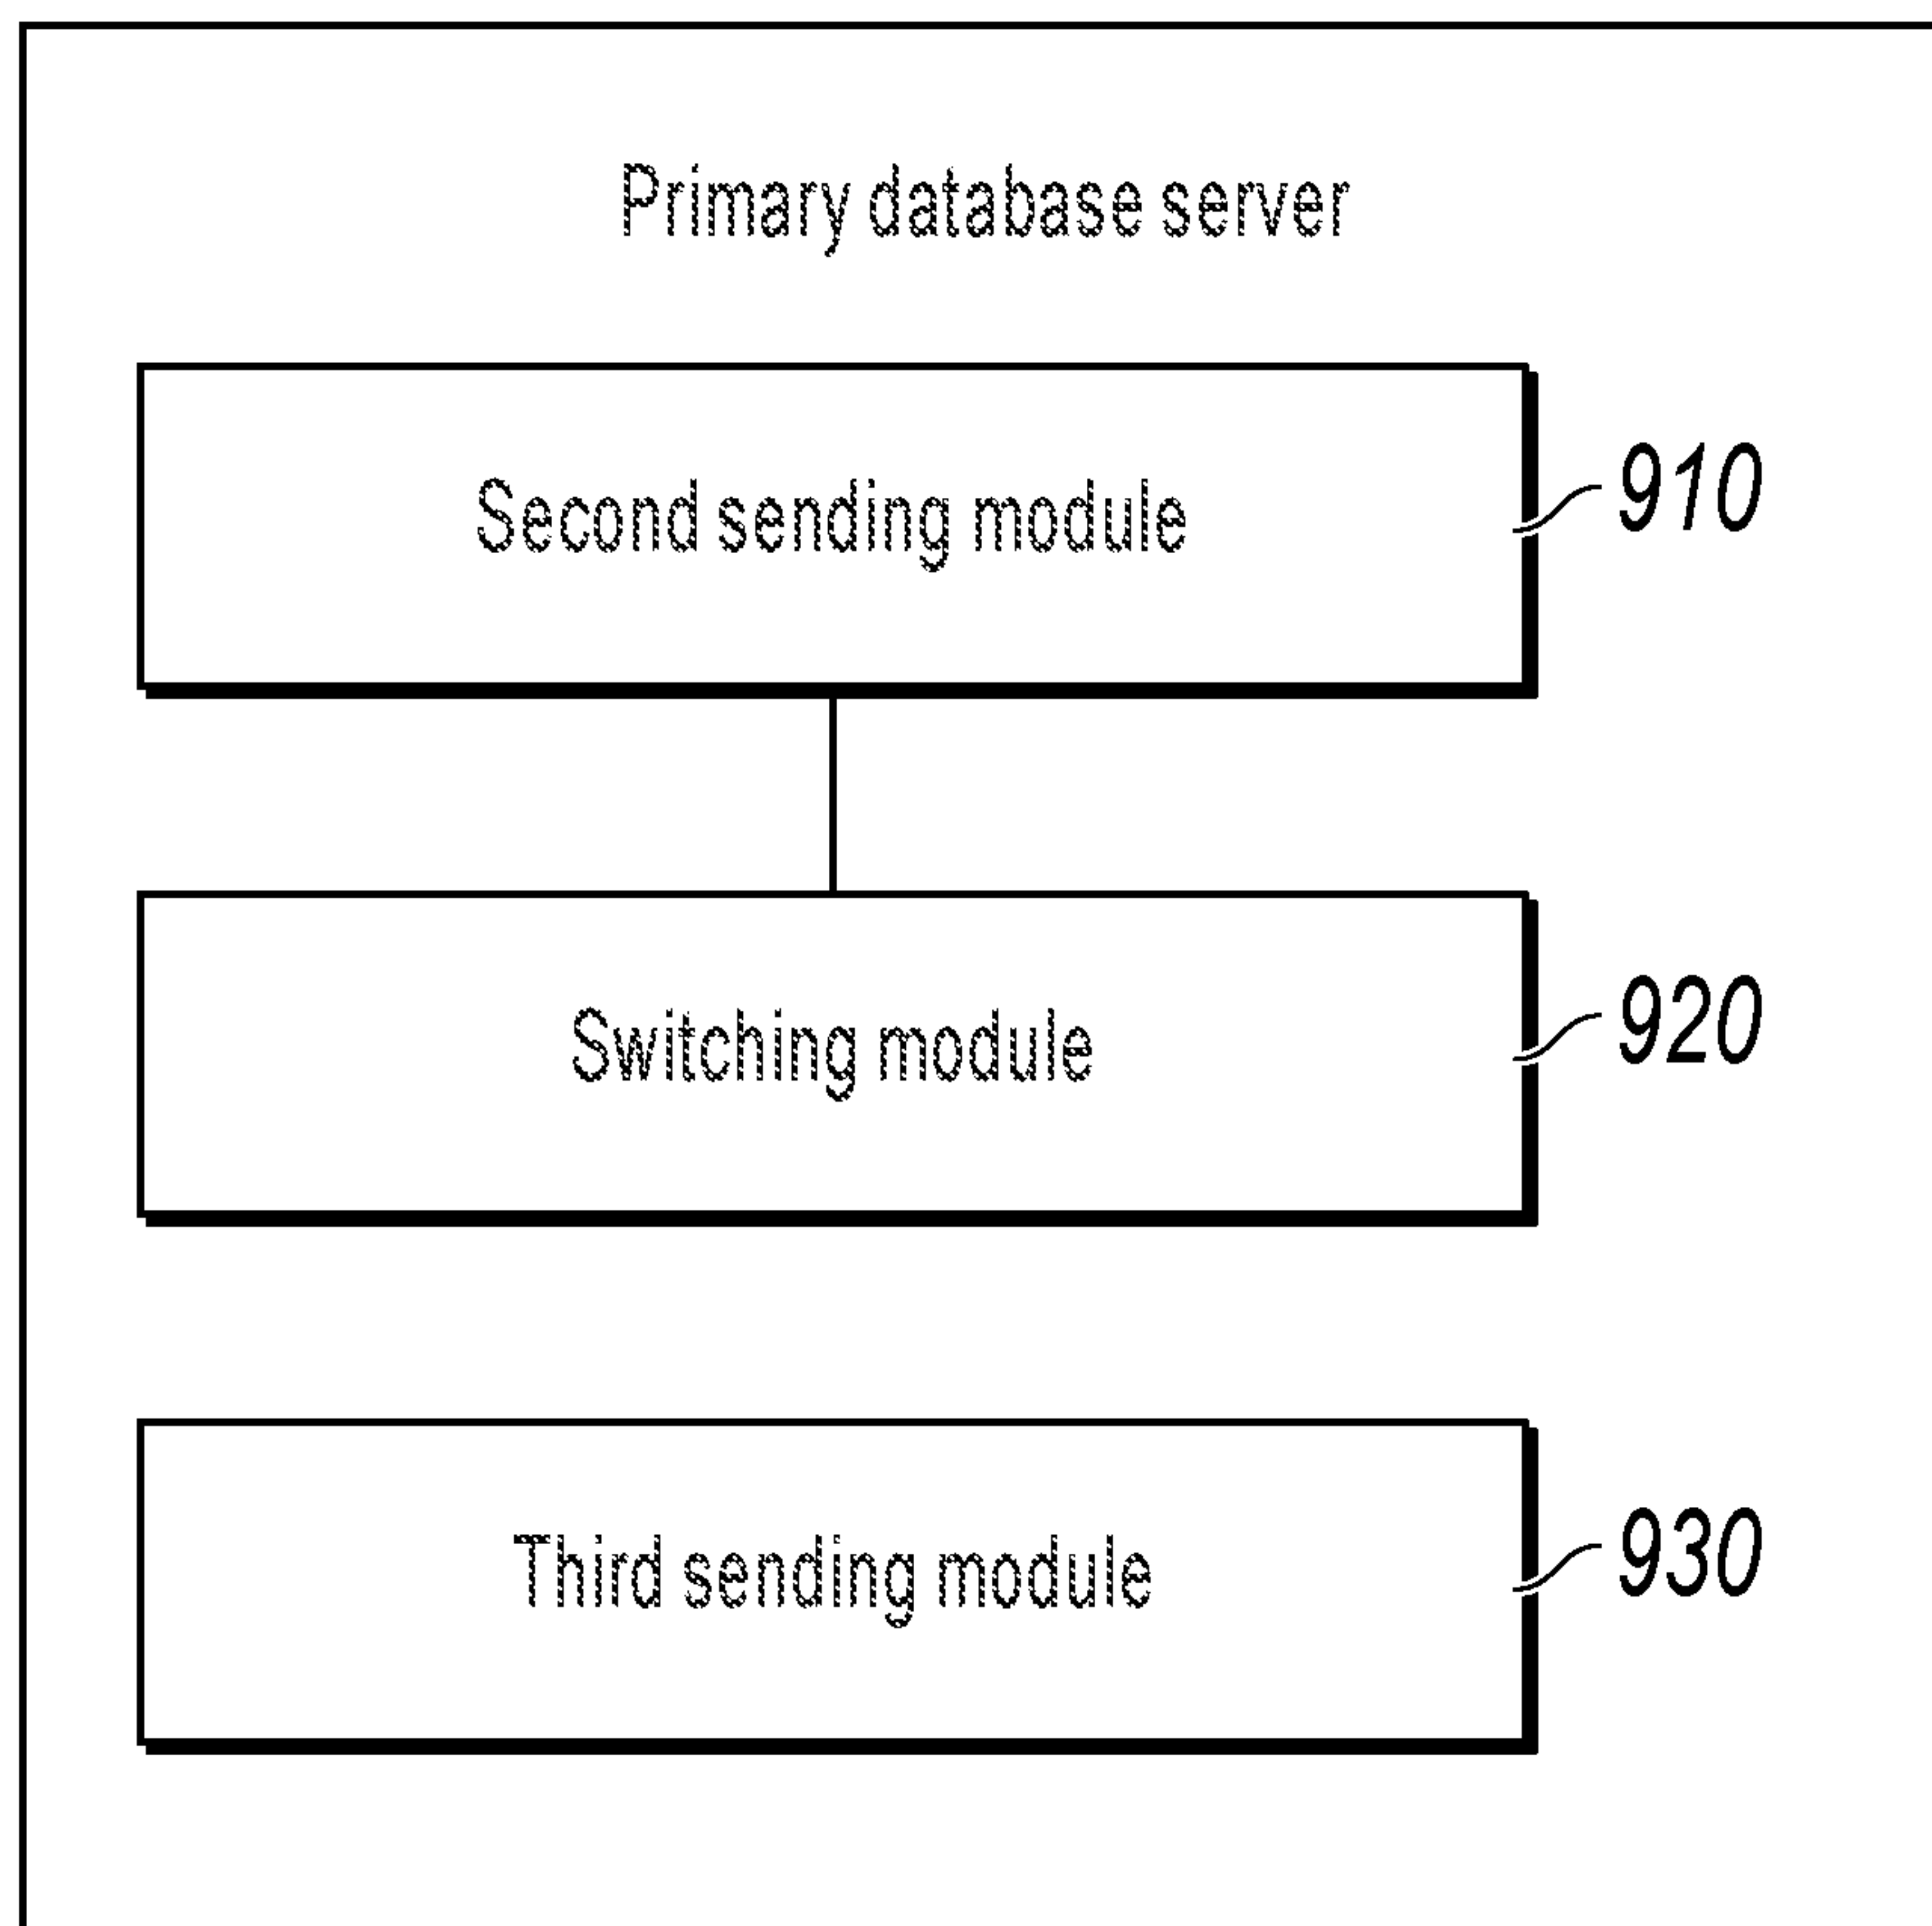 Primary database server
Second sending module
910
Switching module
920
Third sending module
930